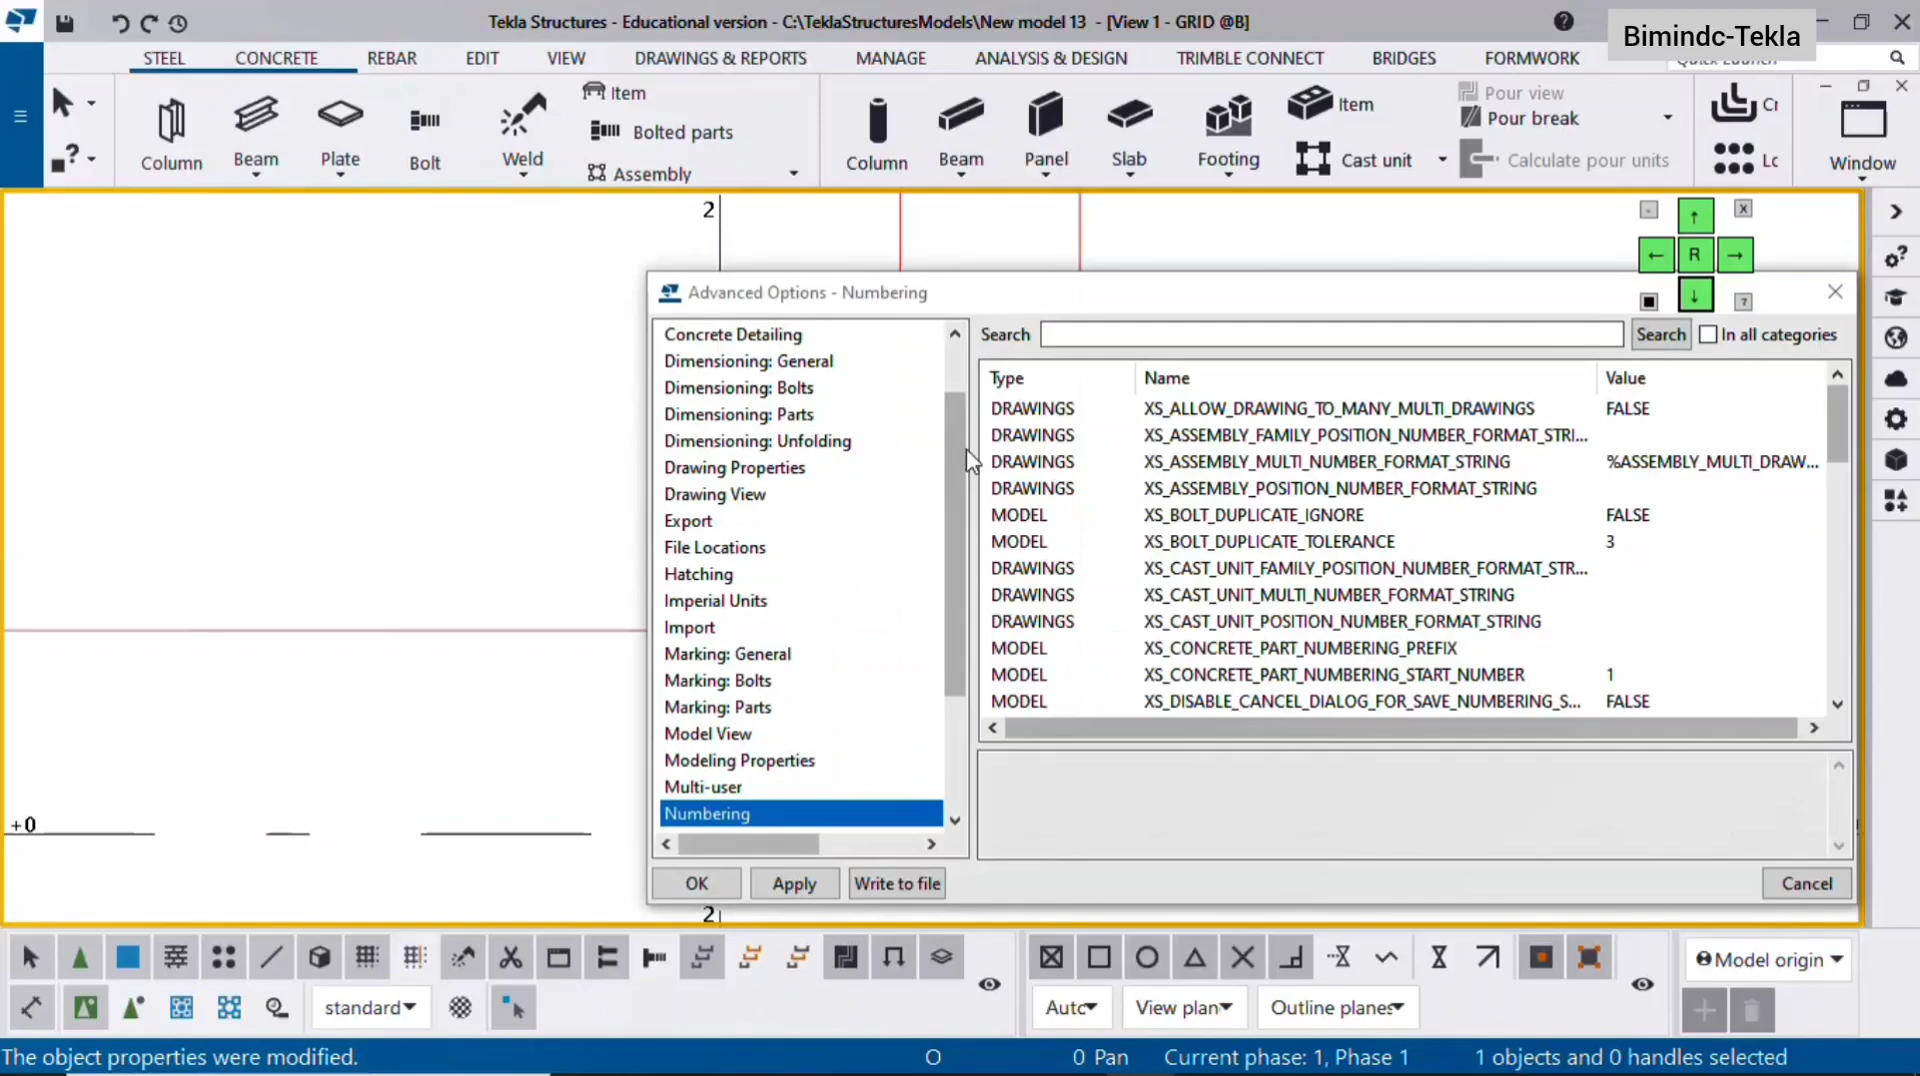 Tekla Structures - Educational version - C:\TeklaStructuresModels\New model 13 - [View 1 - GRID @B]
Bimindc-Tekla
STEEL CONCRETE REBAR EDIT VIEW DRAWINGS & REPORTS MANAGE ANALYSIS & DESIGN TRIMBLE CONNECT BRIDGES FORMWORK
Item
Bolted parts
Assembly
Column Beam Plate Bolt Weld
Column Beam Panel Slab Footing
Item
Cast unit
Pour view
Pour break
Calculate pour units
Window
2
Advanced Options - Numbering
Concrete Detailing
Dimensioning: General
Dimensioning: Bolts
Dimensioning: Parts
Dimensioning: Unfolding
Drawing Properties
Drawing View
Export
File Locations
Hatching
Imperial Units
Import
Marking: General
Marking: Bolts
Marking: Parts
Model View
Modeling Properties
Multi-user
Numbering
Search Search In all categories
Type Name Value
DRAWINGS XS_ALLOW_DRAWING_TO_MANY_MULTI_DRAWINGS FALSE
DRAWINGS XS_ASSEMBLY_FAMILY_POSITION_NUMBER_FORMAT_STRI...
DRAWINGS XS_ASSEMBLY_MULTI_NUMBER_FORMAT_STRING %ASSEMBLY_MULTI_DRAW...
DRAWINGS XS_ASSEMBLY_POSITION_NUMBER_FORMAT_STRING
MODEL XS_BOLT_DUPLICATE_IGNORE FALSE
MODEL XS_BOLT_DUPLICATE_TOLERANCE 3
DRAWINGS XS_CAST_UNIT_FAMILY_POSITION_NUMBER_FORMAT_STR...
DRAWINGS XS_CAST_UNIT_MULTI_NUMBER_FORMAT_STRING
DRAWINGS XS_CAST_UNIT_POSITION_NUMBER_FORMAT_STRING
MODEL XS_CONCRETE_PART_NUMBERING_PREFIX
MODEL XS_CONCRETE_PART_NUMBERING_START_NUMBER 1
MODEL XS_DISABLE_CANCEL_DIALOG_FOR_SAVE_NUMBERING_S... FALSE
R
+0
OK Apply Write to file Cancel
2
standard
Auto
View plan
Outline planes
Model origin
The object properties were modified. O 0 Pan Current phase: 1, Phase 1 1 objects and 0 handles selected